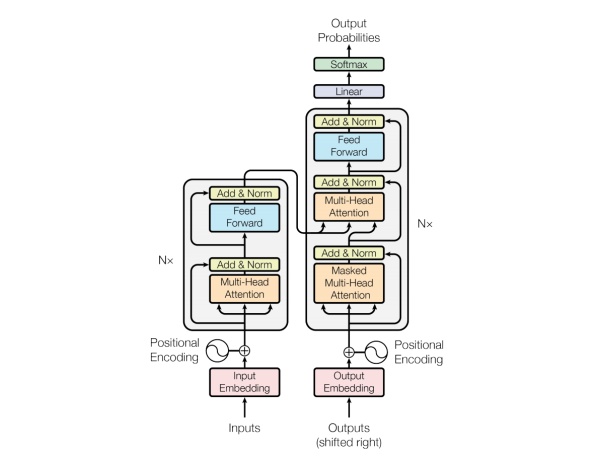 Output
Probabilities
Softmax
Linear
Add & Norm
Feed
Forward
Add & Norm
Multi-Head
Attention
Add & Norm
Masked
Multi-Head
Attention
N×
Positional
Encoding
Output
Embedding
Outputs
(shifted right)
Add & Norm
Feed
Forward
N×
Add & Norm
Multi-Head
Attention
Positional
Encoding
Input
Embedding
Inputs